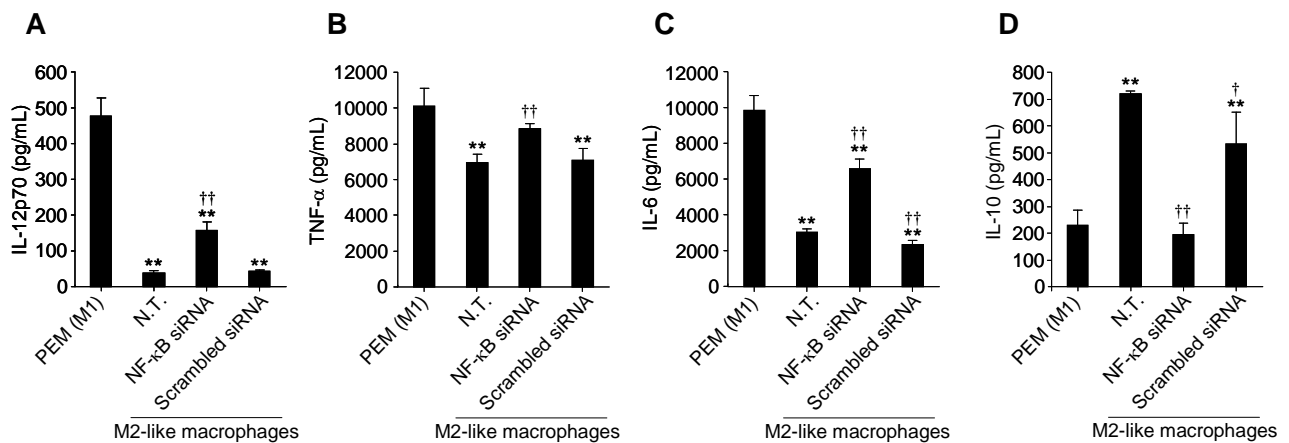 A
IL-12p70 (pg/mL)
600
500
400
300
200
100
0
**
††
**
**
PEM (M1)
N.T.
NF-κB siRNA
Scrambled siRNA
M2-like macrophages
B
TNF-α (pg/mL)
12000
10000
8000
6000
4000
2000
0
**
††
**
PEM (M1)
N.T.
NF-κB siRNA
Scrambled siRNA
M2-like macrophages
C
IL-6 (pg/mL)
12000
10000
8000
6000
4000
2000
0
**
††
**
††
**
PEM (M1)
N.T.
NF-κB siRNA
Scrambled siRNA
M2-like macrophages
D
IL-10 (pg/mL)
800
700
600
500
400
300
200
100
0
**
††
†
**
PEM (M1)
N.T.
NF-κB siRNA
Scrambled siRNA
M2-like macrophages